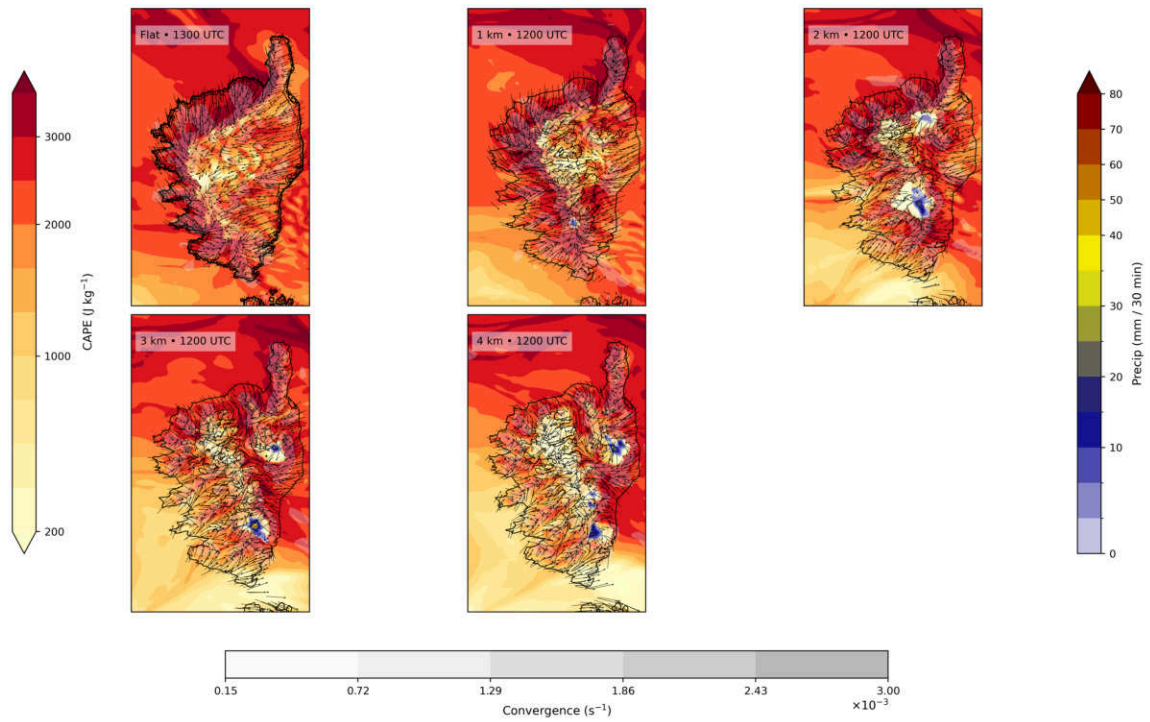 Flat • 1300 UTC
1 km • 1200 UTC
2 km • 1200 UTC
3 km • 1200 UTC
4 km • 1200 UTC
3000
2000
1000
200
CAPE (J kg⁻¹)
80
70
60
50
40
30
20
10
0
Precip (mm / 30 min)
0.15
0.72
1.29
1.86
2.43
3.00
×10⁻³
Convergence (s⁻¹)